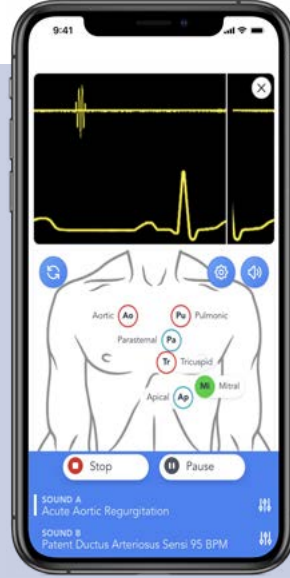 9:41
X
Aortic Ao Pu Pulmonic
Parasternal Pa
Tr Tricuspid
Mi Mitral
Apical Ap
Stop Pause
SOUND A
Acute Aortic Regurgitation
SOUND B
Patent Ductus Arteriosus Sensi 95 BPM